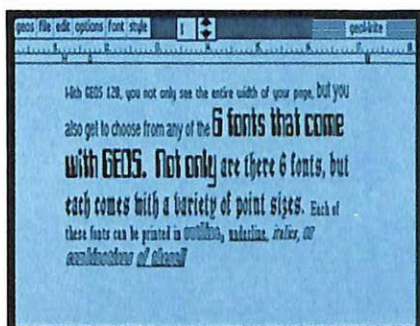 geos file edit options font style 1 geoWrite
With GEOS 128, you not only see the entire width of your page, but you
also get to choose from any of the 6 fonts that come
with GEOS. Not only are there 6 fonts, but
each comes with a variety of point sizes. Each of
these fonts can be printed in outline, underline, italics, or
combinations of them!